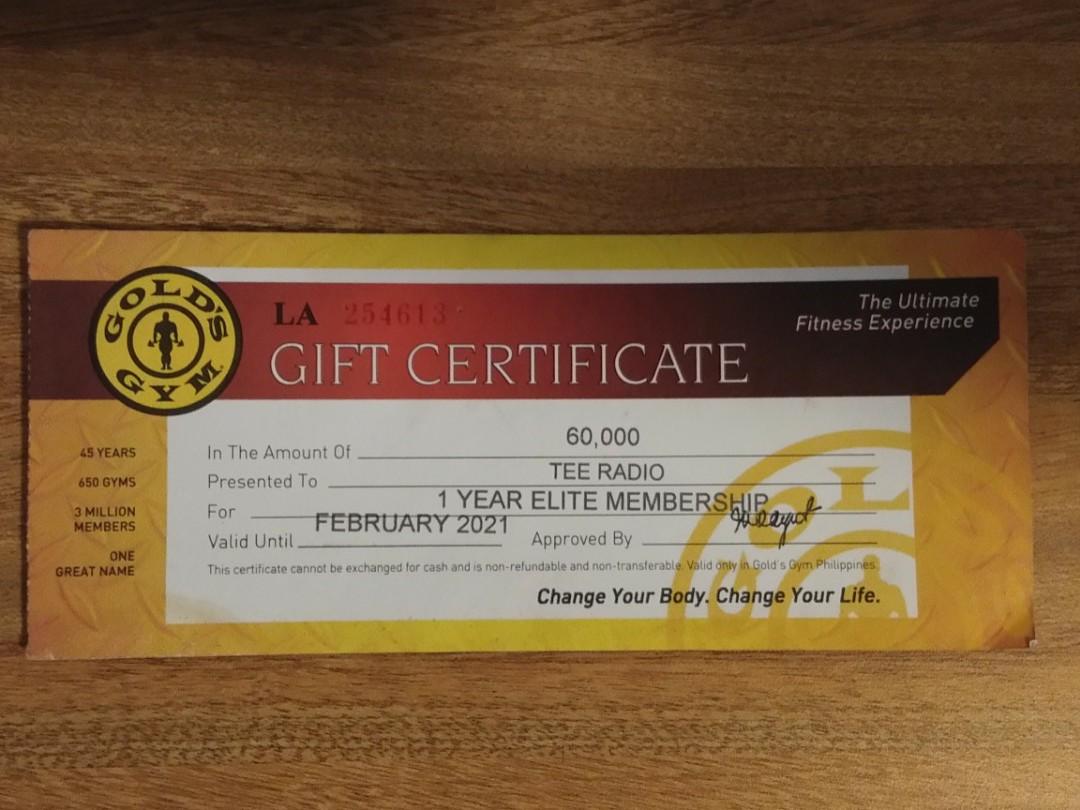 GOLD'S GYM
LA 254613
GIFT CERTIFICATE
The Ultimate
Fitness Experience
45 YEARS
650 GYMS
3 MILLION
MEMBERS
ONE
GREAT NAME
In The Amount Of 60,000
Presented To TEE RADIO
For 1 YEAR ELITE MEMBERSHIP
Valid Until FEBRUARY 2021 Approved By
This certificate cannot be exchanged for cash and is non-refundable and non-transferable. Valid only in Gold's Gym Philippines.
Change Your Body. Change Your Life.